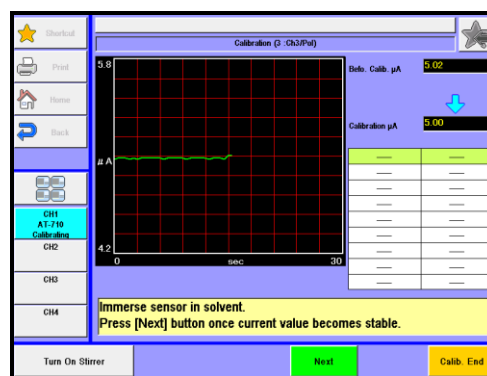 Shortcut
Print
Home
Back
CH1
AT-710
Calibrating
CH2
CH3
CH4
Calibration (3 :Ch3/Pol)
5.8
µ A
4.2
0 sec 30
Befo. Calib. µA 5.02
Calibration µA 5.00
Immerse sensor in solvent.
Press [Next] button once current value becomes stable.
Turn On Stirrer Next Calib. End